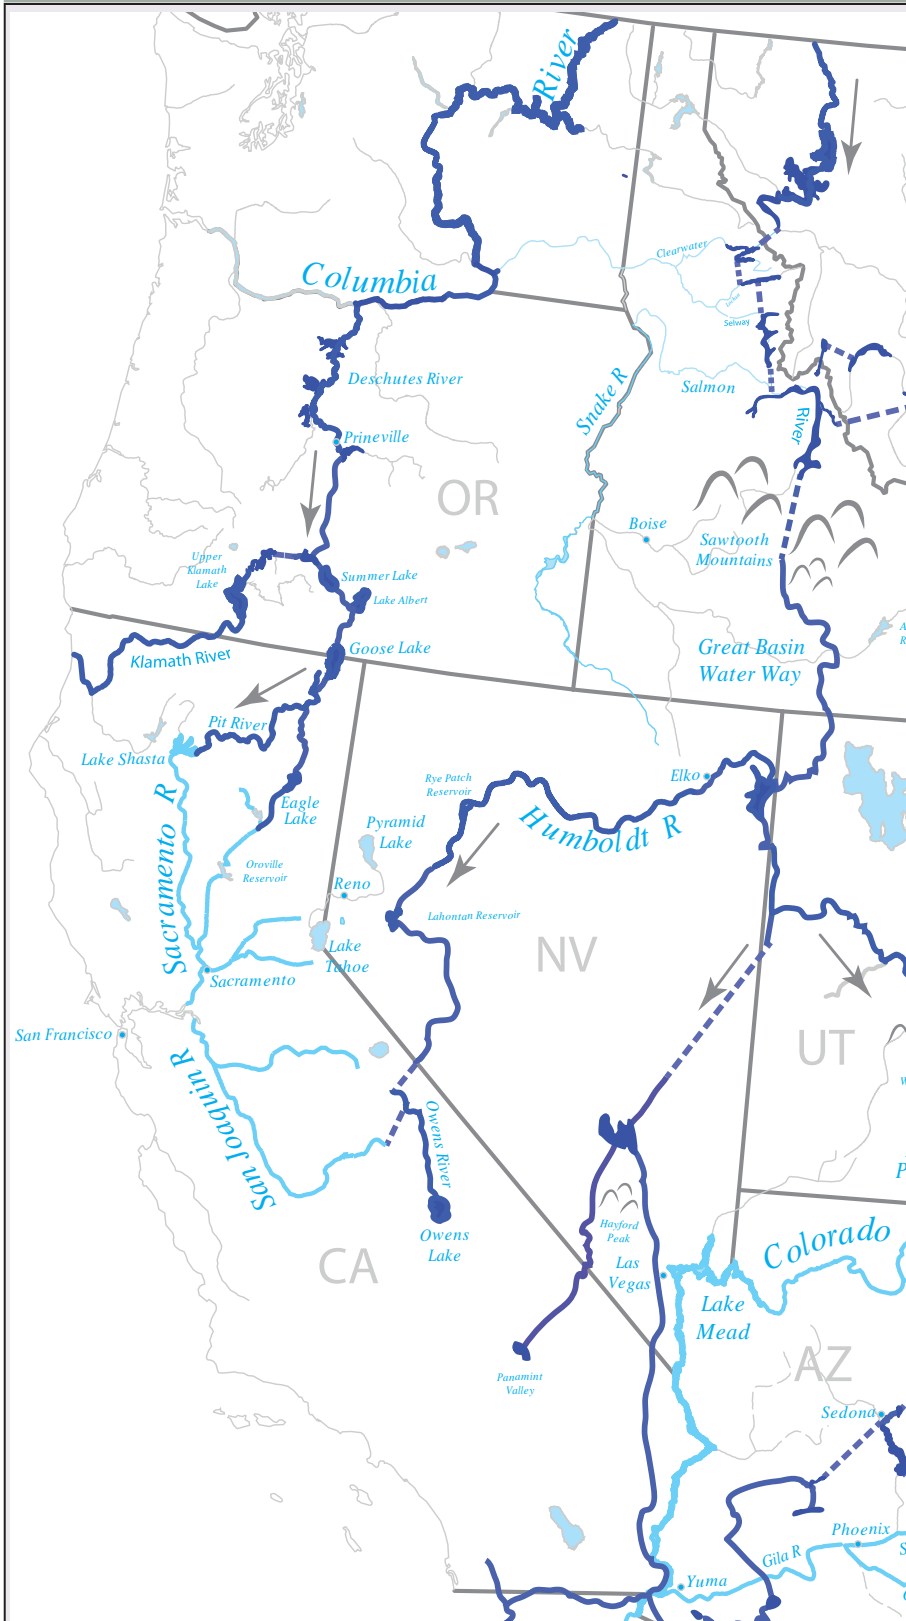 River
Clearwater
Columbia
Selway
Deschutes River
Snake R
Salmon
River
Prineville
OR
Boise
Sawtooth
Mountains
Upper
Klamath
Lake
Summer Lake
Lake Albert
Klamath River
Goose Lake
Great Basin
Water Way
A
R
Pit River
Lake Shasta
Elko
Rye Patch
Reservoir
Sacramento R
Eagle
Lake
Humboldt R
Pyramid
Lake
Oroville
Reservoir
Reno
Lahontan Reservoir
NV
Lake
Tahoe
Sacramento
San Francisco
UT
San Joaquin R
Owens River
W
P
Owens
Lake
CA
Hayford
Peak
Las
Vegas
Colorado
Lake
Mead
AZ
Panamint
Valley
Sedona
Phoenix
Gila R
S
Yuma
G